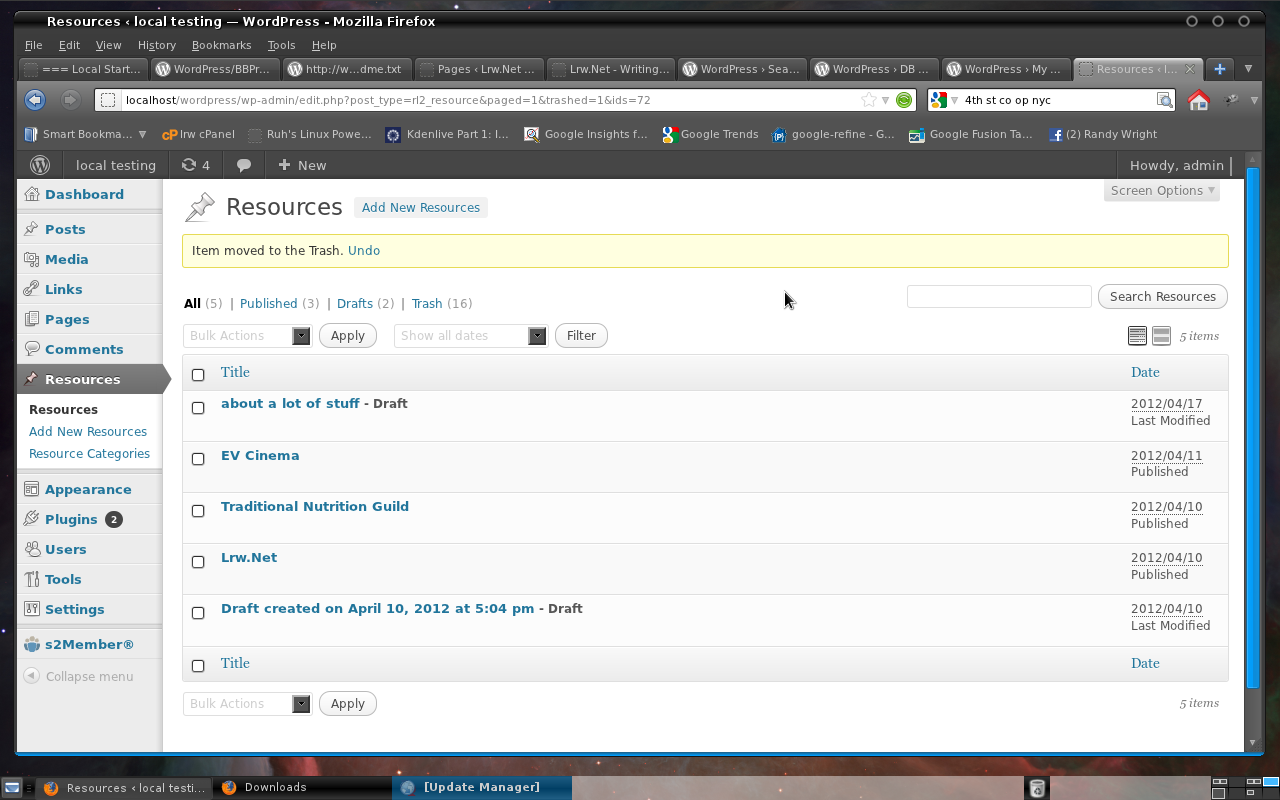 Resources ‹ local testing — WordPress - Mozilla Firefox
File Edit View History Bookmarks Tools Help
=== Local Start... WordPress/BBPr... http://w...dme.txt Pages ‹ Lrw.Net ... Lrw.Net - Writing... WordPress › Sea... WordPress › DB ... WordPress › My ... Resources ‹ l...
localhost/wordpress/wp-admin/edit.php?post_type=rl2_resource&paged=1&trashed=1&ids=72 4th st co op nyc
Smart Bookma... lrw cPanel Ruh's Linux Powe... Kdenlive Part 1: I... Google Insights f... Google Trends google-refine - G... Google Fusion Ta... (2) Randy Wright
local testing 4 New Howdy, admin
Screen Options
Dashboard
Posts
Media
Links
Pages
Comments
Resources
Resources
Add New Resources
Resource Categories
Appearance
Plugins 2
Users
Tools
Settings
s2Member®
Collapse menu
Resources Add New Resources
Item moved to the Trash. Undo
All (5) | Published (3) | Drafts (2) | Trash (16)
Search Resources
Bulk Actions Apply Show all dates Filter 5 items
Title Date
about a lot of stuff - Draft 2012/04/17
Last Modified
EV Cinema 2012/04/11
Published
Traditional Nutrition Guild 2012/04/10
Published
Lrw.Net 2012/04/10
Published
Draft created on April 10, 2012 at 5:04 pm - Draft 2012/04/10
Last Modified
Title Date
Bulk Actions Apply 5 items
Resources ‹ local testi... Downloads [Update Manager]